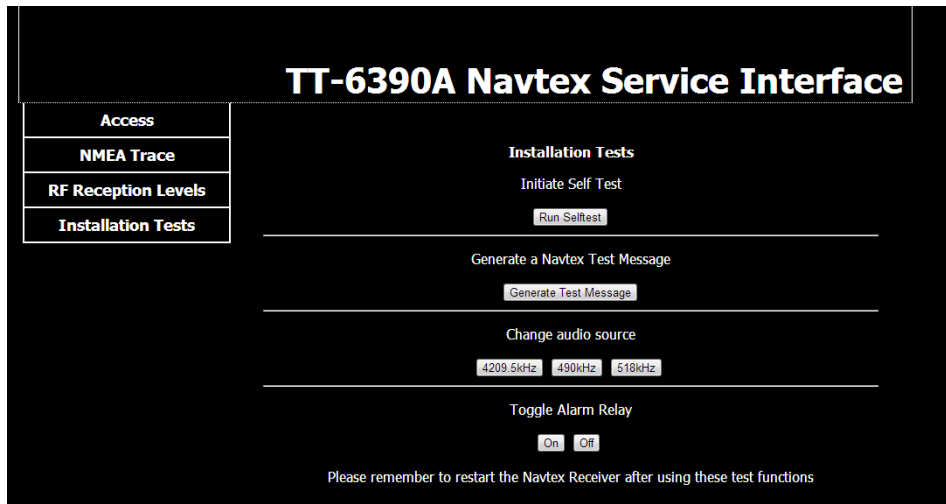 TT-6390A Navtex Service Interface
Access
NMEA Trace
RF Reception Levels
Installation Tests
Installation Tests
Initiate Self Test
Run Selftest
Generate a Navtex Test Message
Generate Test Message
Change audio source
4209.5kHz 490kHz 518kHz
Toggle Alarm Relay
On Off
Please remember to restart the Navtex Receiver after using these test functions